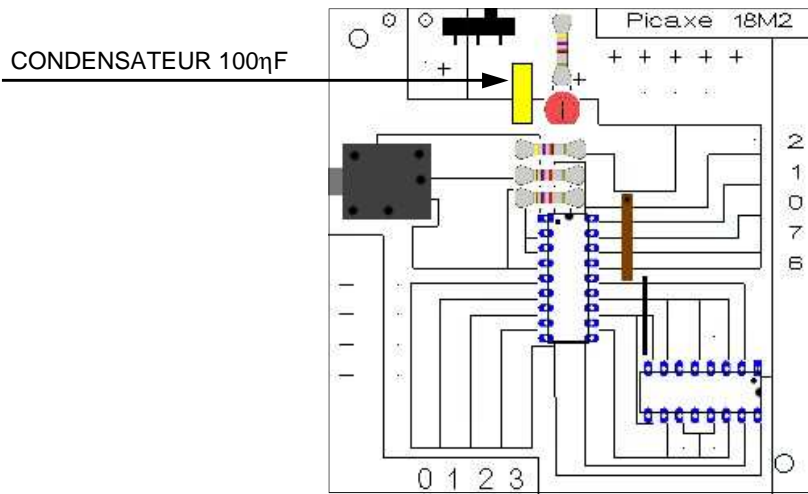 Picaxe 18M2
CONDENSATEUR 100ηF
+ + + + +
+
+
2
1
0
7
6
−
−
−
−
0 1 2 3